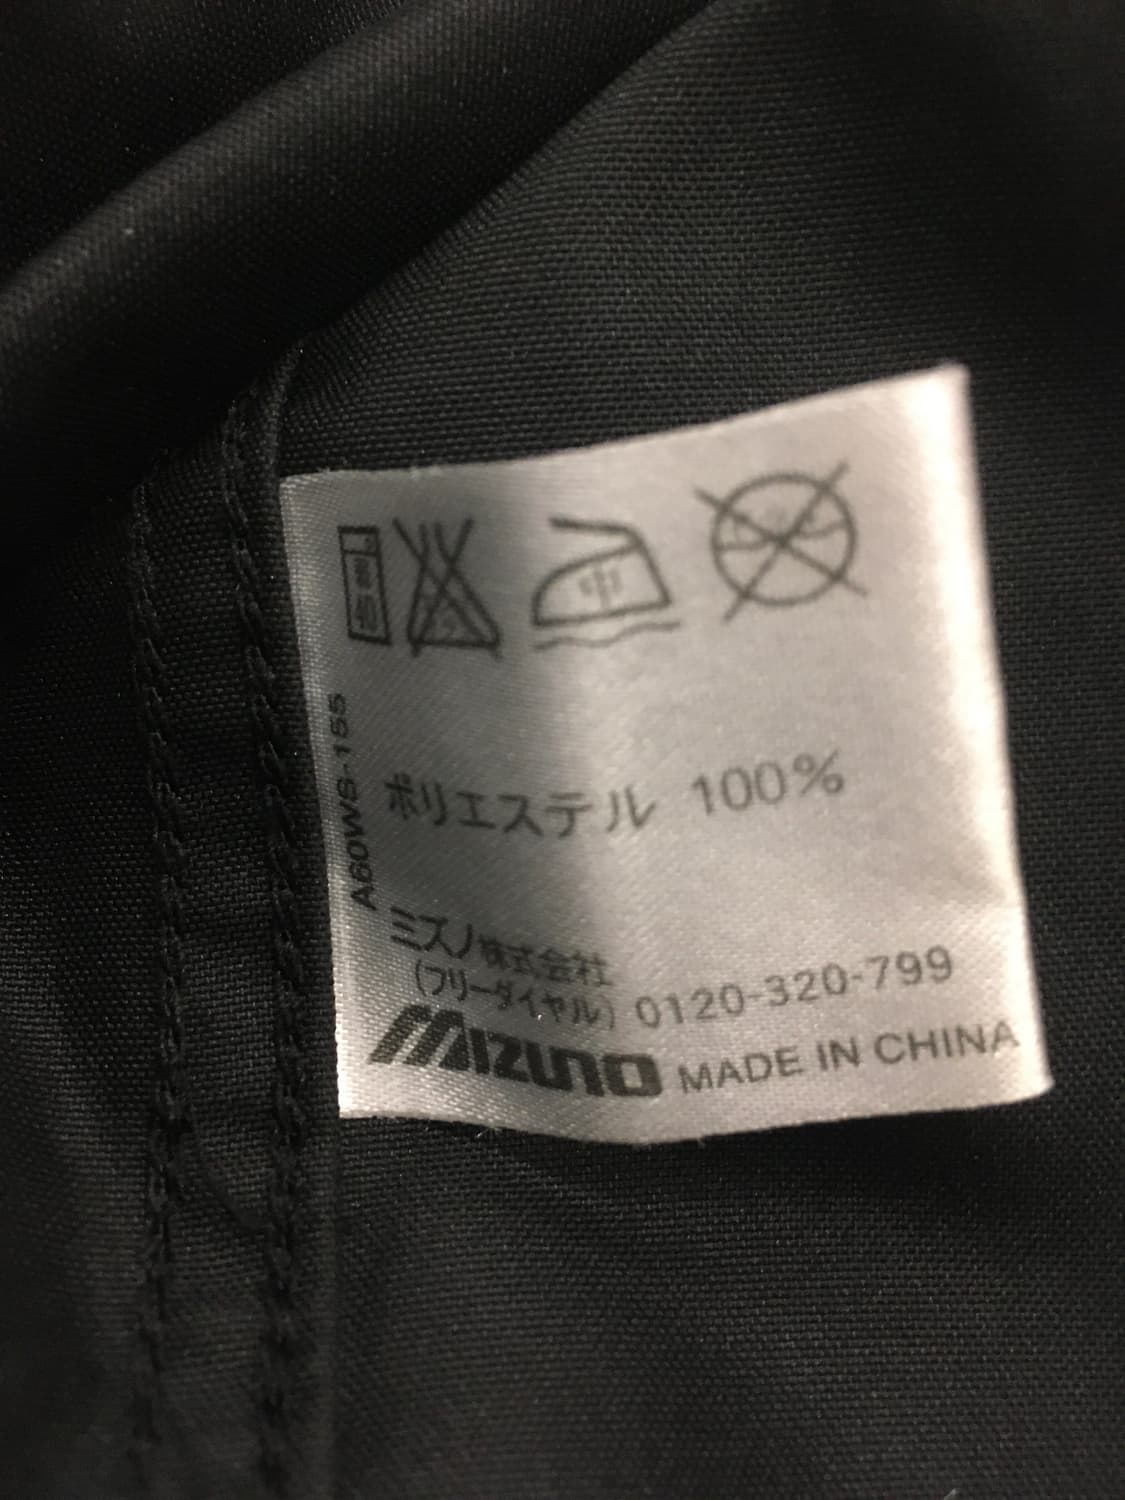 中
A60WS-155
ポリエステル 100%
ミズノ株式会社
(フリーダイヤル) 0120-320-799
MIZUNO MADE IN CHINA